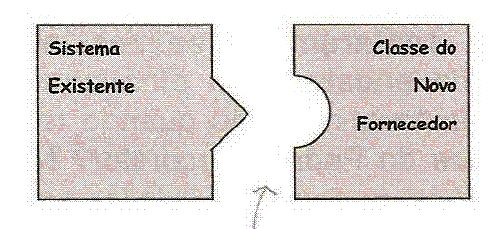 Sistema
Existente
Classe do
Novo
Fornecedor